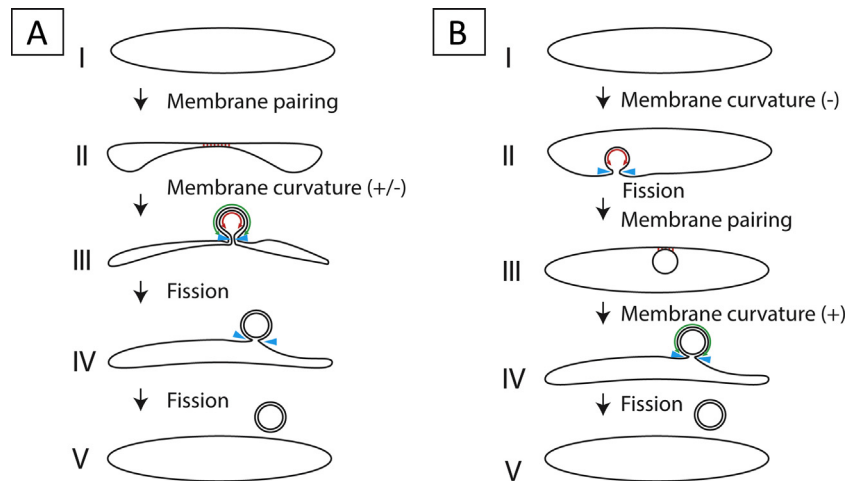 A
I
Membrane pairing
II
Membrane curvature (+/-)
III
Fission
IV
Fission
V
B
I
Membrane curvature (-)
II
Fission
Membrane pairing
III
Membrane curvature (+)
IV
Fission
V